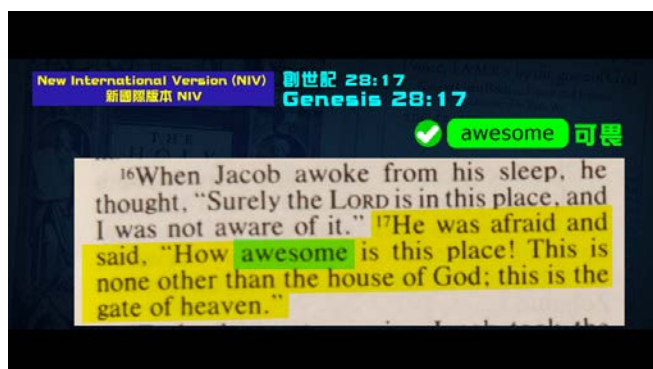 New International Version (NIV)
新國際版本 NIV
創世記 28:17
Genesis 28:17
awesome 可畏
16When Jacob awoke from his sleep, he
thought, “Surely the LORD is in this place, and
I was not aware of it.” 17He was afraid and
said, “How awesome is this place! This is
none other than the house of God; this is the
gate of heaven.”